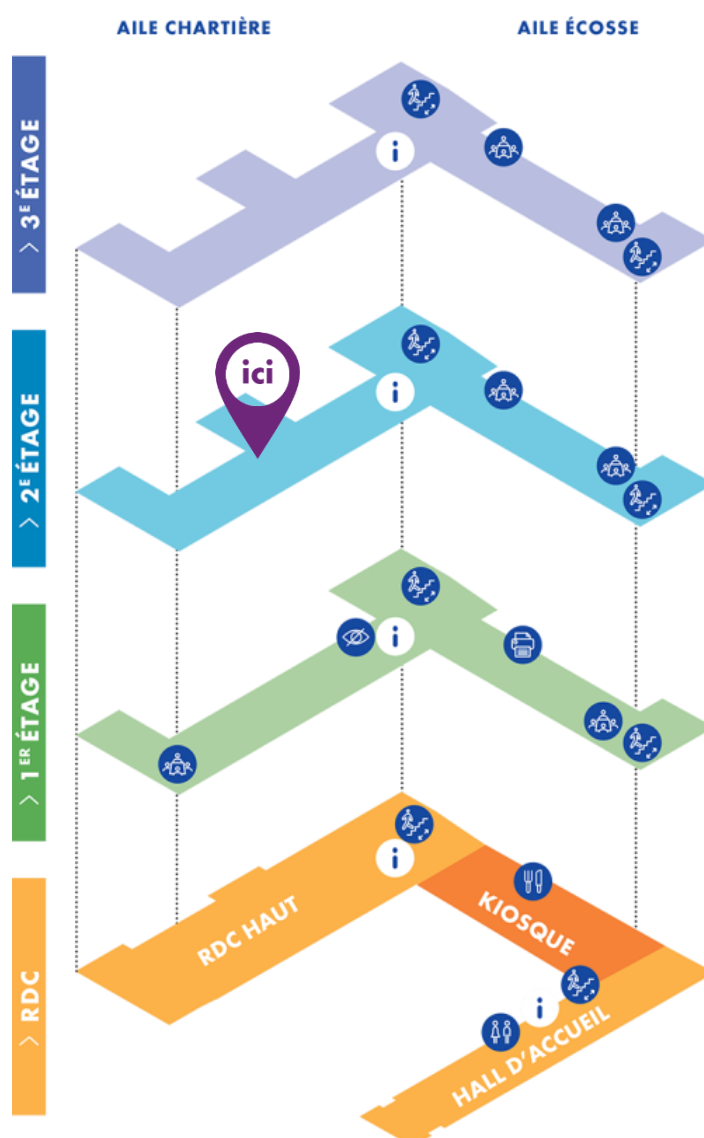 AILE CHARTIÈRE
AILE ÉCOSSE
> 3E ÉTAGE
i
> 2E ÉTAGE
ici
i
> 1ER ÉTAGE
i
> RDC
i
RDC HAUT
KIOSQUE
i
HALL D'ACCUEIL